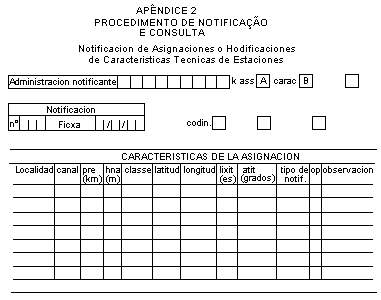 APÊNDICE 2
PROCEDIMENTO DE NOTIFICAÇÃO
E CONSULTA
Notificacion de Asignaciones o Hodificaciones
de Caracteristicas Tecnicas de Estaciones
Administracion notificante k ass A carac B
Notificacion
nº Ficxa / / / codin.
CARACTERISTICAS DE LA ASIGNACION
Localidad canal pre (km) hna (m) classe latitud longitud lixit (es) atit (grados) tipo de notif. op observacion